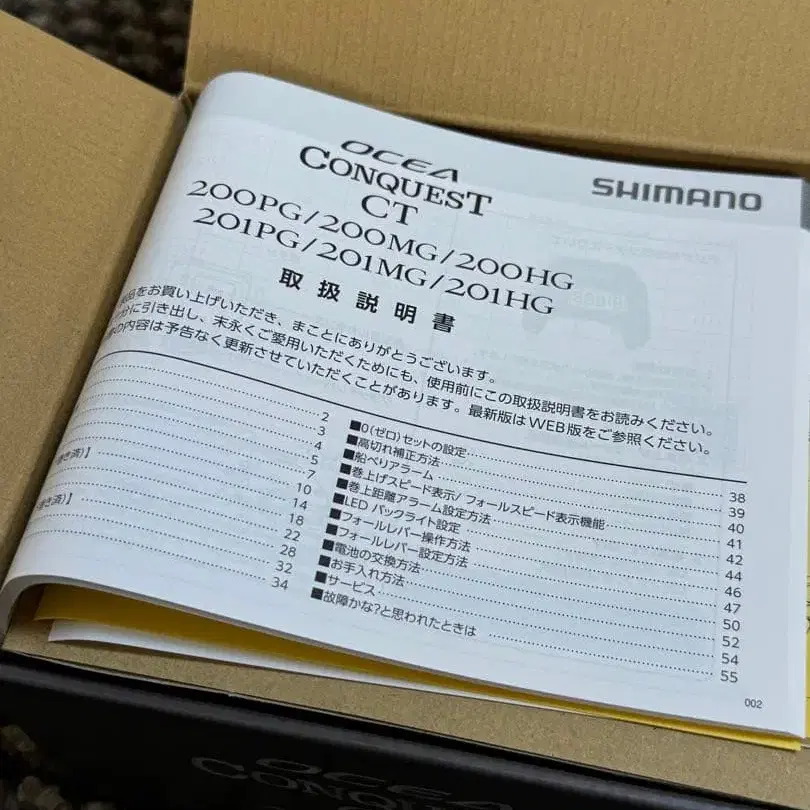 OCEA
CONQUEST
CT
SHIMANO
200PG/200MG/200HG
201PG/201MG/201HG
取扱説明書
品をお買い上げいただき、まことにありがとうございます。
分に引き出し、末永くご愛用いただくためにも、使用前にこの取扱説明書をお読みください。
の内容は予告なく更新させていただくことがあります。最新版はWEB版をご参照ください。
2
3
4
5
き済)】 7
10
14
き済)】 18
22
28
32
34
■0(ゼロ)セットの設定 38
■高切れ補正方法 39
■船べりアラーム 40
■巻上げスピード表示/フォールスピード表示機能 41
■巻上距離アラーム設定方法 42
■LED バックライト設定 44
■フォールレバー操作方法 46
■フォールレバー設定方法 47
■電池の交換方法 50
■お手入れ方法 52
■サービス 54
■故障かな?と思われたときは 55
002
OCEA
CONQUEST